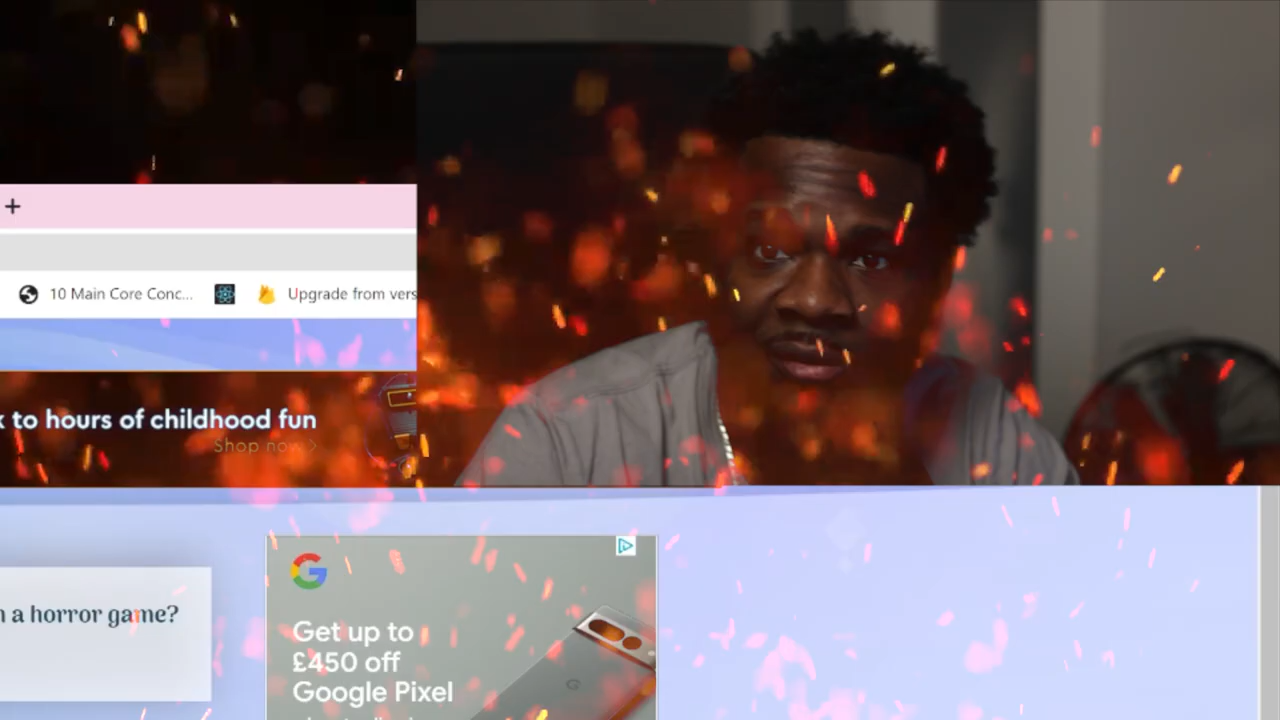 +
10 Main Core Conc...
Upgrade from vers
to hours of childhood fun
Shop now >
a horror game?
Get up to
£450 off
Google Pixel